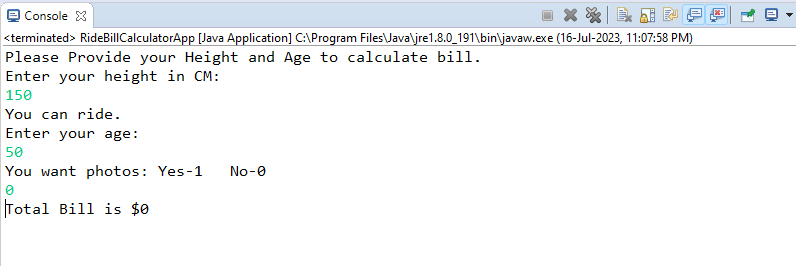 Console
<terminated> RideBillCalculatorApp [Java Application] C:\Program Files\Java\jre1.8.0_191\bin\javaw.exe (16-Jul-2023, 11:07:58 PM)
Please Provide your Height and Age to calculate bill.
Enter your height in CM:
150
You can ride.
Enter your age:
50
You want photos: Yes-1   No-0
0
Total Bill is $0